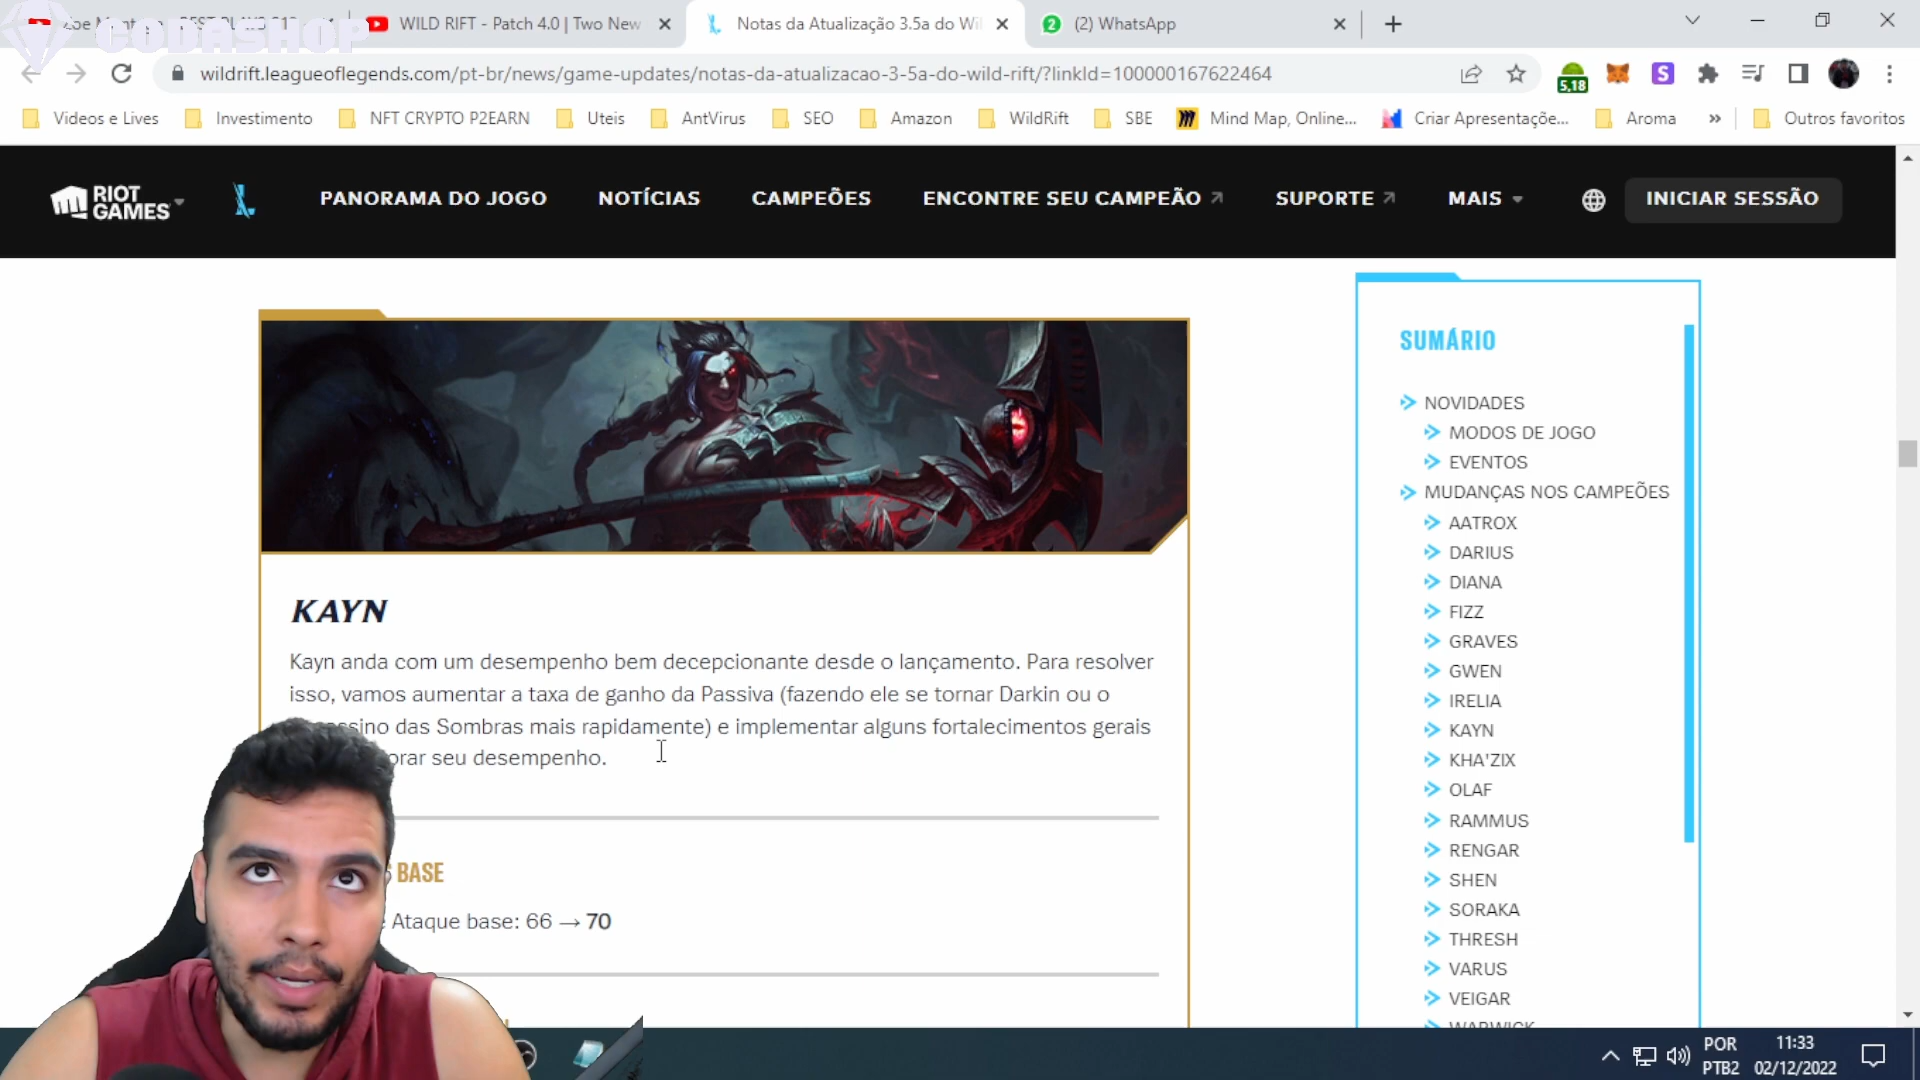 CODASHOP
WILD RIFT - Patch 4.0 | Two New
Notas da Atualização 3.5a do Wi
(2) WhatsApp
wildrift.leagueoflegends.com/pt-br/news/game-updates/notas-da-atualizacao-3-5a-do-wild-rift/?linkId=100000167622464
5,18
Videos e Lives
Investimento
NFT CRYPTO P2EARN
Uteis
AntVirus
SEO
Amazon
WildRift
SBE
Mind Map, Online...
Criar Apresentaçõe...
Aroma
»
Outros favoritos
RIOT GAMES
PANORAMA DO JOGO
NOTÍCIAS
CAMPEÕES
ENCONTRE SEU CAMPEÃO
SUPORTE
MAIS
INICIAR SESSÃO
KAYN
Kayn anda com um desempenho bem decepcionante desde o lançamento. Para resolver
isso, vamos aumentar a taxa de ganho da Passiva (fazendo ele se tornar Darkin ou o
das Sombras mais rapidamente) e implementar alguns fortalecimentos gerais
seu desempenho.
BASE
Ataque base: 66 → 70
SUMÁRIO
NOVIDADES
MODOS DE JOGO
EVENTOS
MUDANÇAS NOS CAMPEÕES
AATROX
DARIUS
DIANA
FIZZ
GRAVES
GWEN
IRELIA
KAYN
KHA'ZIX
OLAF
RAMMUS
RENGAR
SHEN
SORAKA
THRESH
VARUS
VEIGAR
WARWICK
POR
PTB2
11:33
02/12/2022